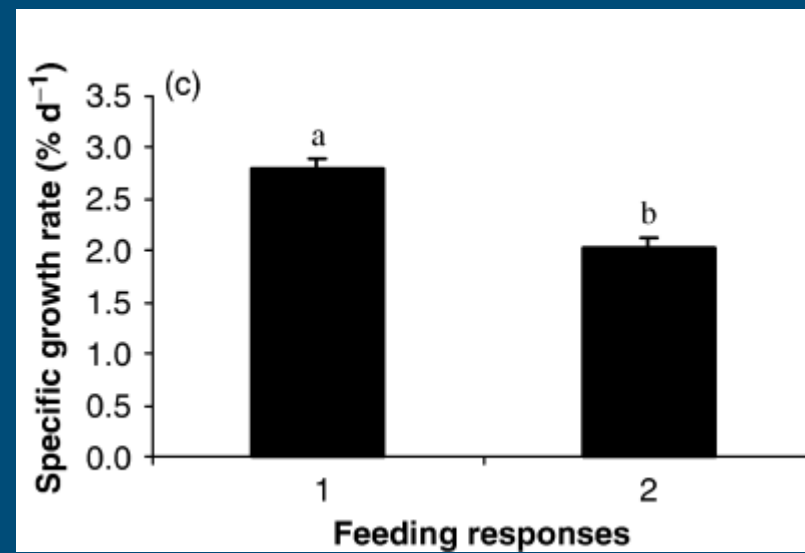 (c)
Specific growth rate (% d⁻¹)
3.5
3.0
2.5
2.0
1.5
1.0
0.5
0.0
a
b
1
2
Feeding responses